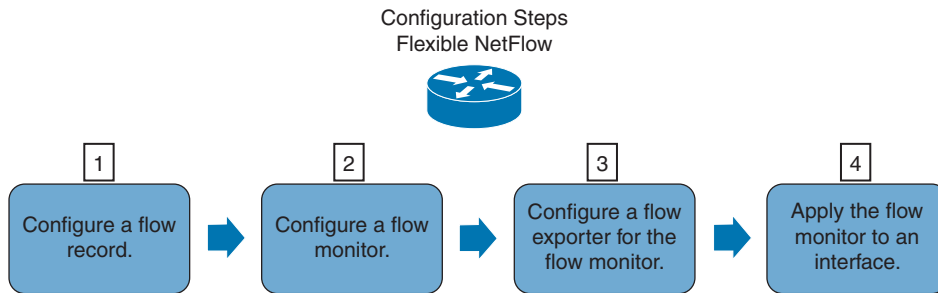 Configuration Steps
Flexible NetFlow
1
Configure a flow
record.
2
Configure a flow
monitor.
3
Configure a flow
exporter for the
flow monitor.
4
Apply the flow
monitor to an
interface.